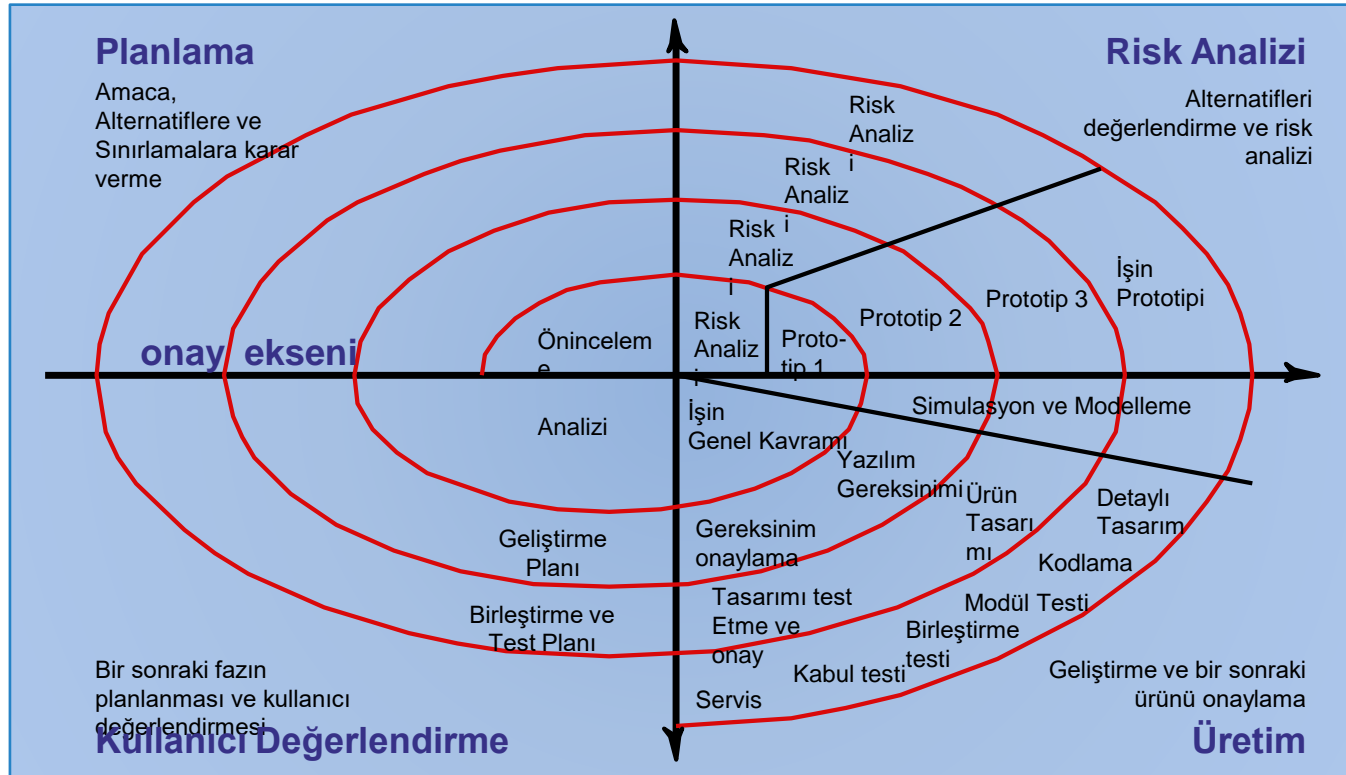 Planlama
Amaca,
Alternatiflere ve
Sınırlamalara karar
verme
Risk Analizi
Alternatifleri
değerlendirme ve risk
analizi
Risk
Analiz
i
Risk
Analiz
i
Risk
Analiz
i
Risk
Analiz
i
Proto-
tip 1
Prototip 2
Prototip 3
İşin
Prototipi
onay ekseni
Önincelem
e
Analizi
İşin
Genel Kavramı
Simulasyon ve Modelleme
Yazılım
Gereksinimi
Ürün
Tasarı
mı
Detaylı
Tasarım
Geliştirme
Planı
Gereksinim
onaylama
Kodlama
Birleştirme ve
Test Planı
Tasarımı test
Etme ve
onay
Modül Testi
Birleştirme
testi
Kabul testi
Servis
Bir sonraki fazın
planlanması ve kullanıcı
değerlendirmesi
Kullanıcı Değerlendirme
Geliştirme ve bir sonraki
ürünü onaylama
Üretim